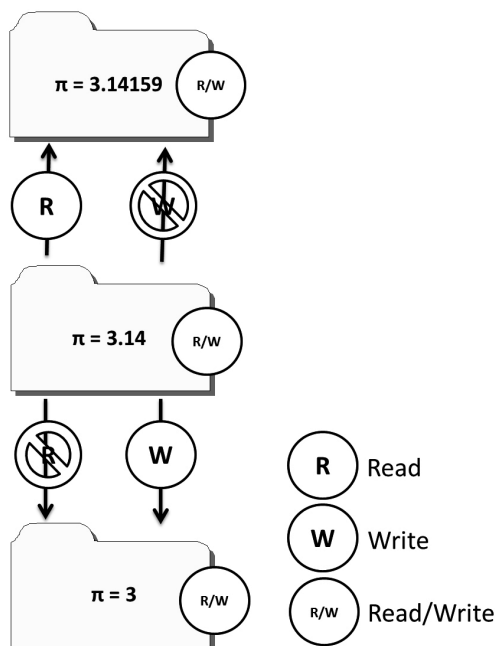 π = 3.14159
R/W
R
W
π = 3.14
R/W
R
W
R Read
W Write
π = 3
R/W
R/W Read/Write